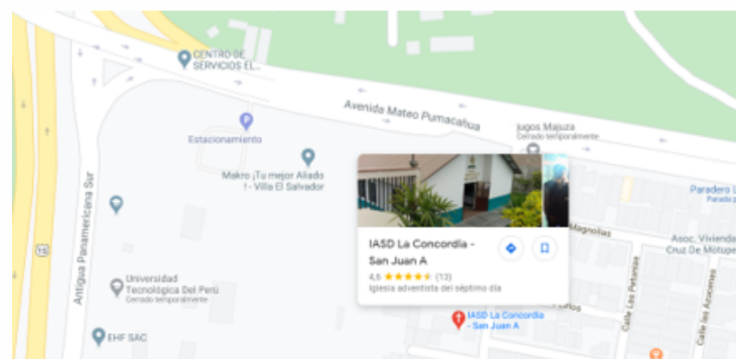 CENTRO DE
SERVICIOS EL...
Avenida Mateo Pumacahua
Estacionamiento
Jugos Majuza
Cerrado temporalmente
Makro ¡Tu mejor Aliado
! - Villa El Salvador
Paradero
Antigua Panamericana Sur
Magnolias
IASD La Concordia -
San Juan A
4,6 (13)
Iglesia adventista del séptimo día
Asoc. Vivienda
Cruz De Motupe
1S
Universidad
Tecnológica Del Perú
Cerrado temporalmente
Calle Las Petunias
Calle las Azucenas
IASD La Concordia
- San Juan A
EHF SAC